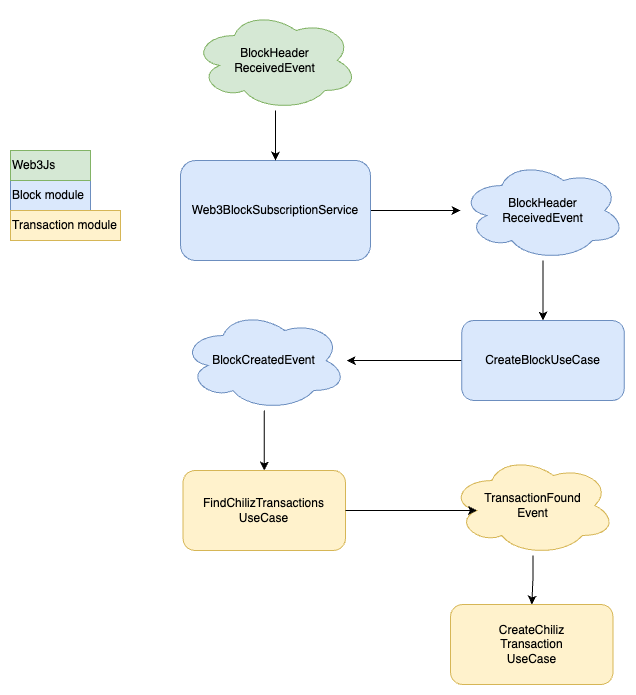 BlockHeader
ReceivedEvent
Web3Js
Block module
Transaction module
Web3BlockSubscriptionService
BlockHeader
ReceivedEvent
BlockCreatedEvent
CreateBlockUseCase
FindChilizTransactions
UseCase
TransactionFound
Event
CreateChiliz
Transaction
UseCase